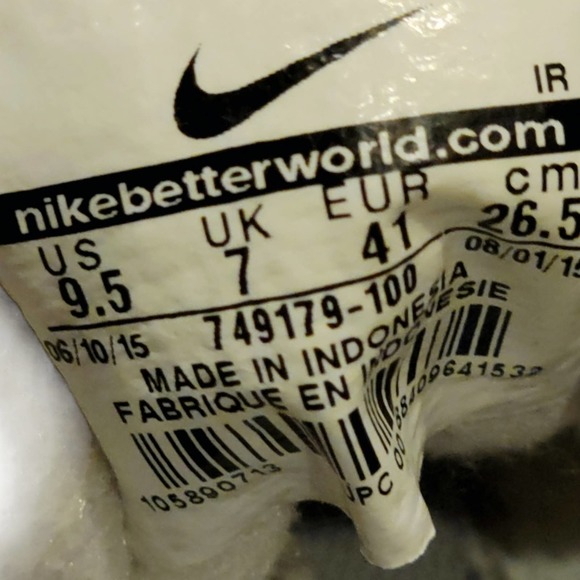 IR
nikebetterworld.com
US UK EUR cm
9.5 7 41 26.5
06/10/15 749179-100 08/01/15
MADE IN INDONESIA
FABRIQUE EN
105890713
UPC